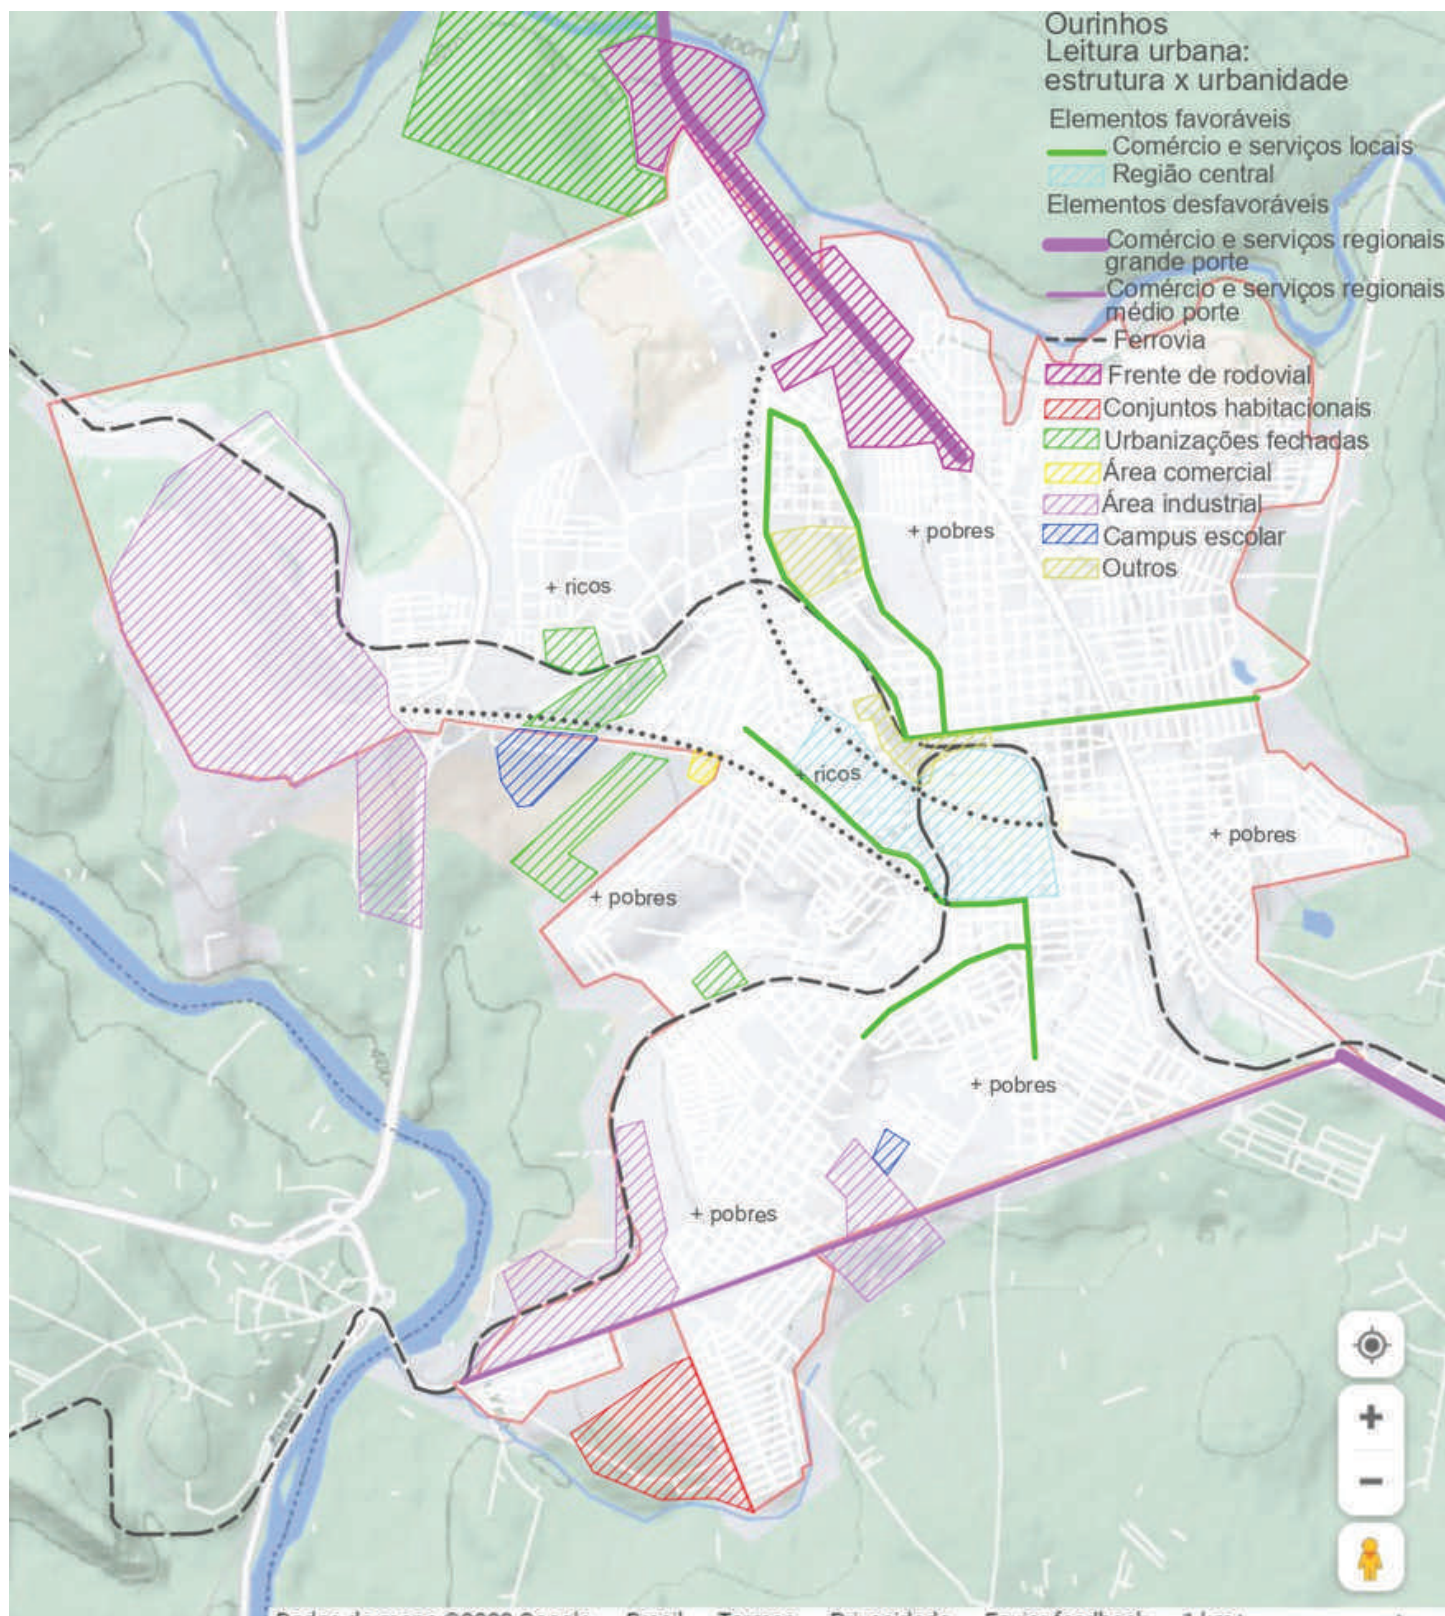 Ourinhos
Leitura urbana:
estrutura x urbanidade
Elementos favoráveis
Comércio e serviços locais
Região central
Elementos desfavoráveis
Comércio e serviços regionais
grande porte
Comércio e serviços regionais
médio porte
Ferrovia
Frente de rodovial
Conjuntos habitacionais
Urbanizações fechadas
Área comercial
Área industrial
Campus escolar
Outros
400m
+ pobres
+ ricos
+ ricos
+ pobres
+ pobres
+ pobres
+ pobres